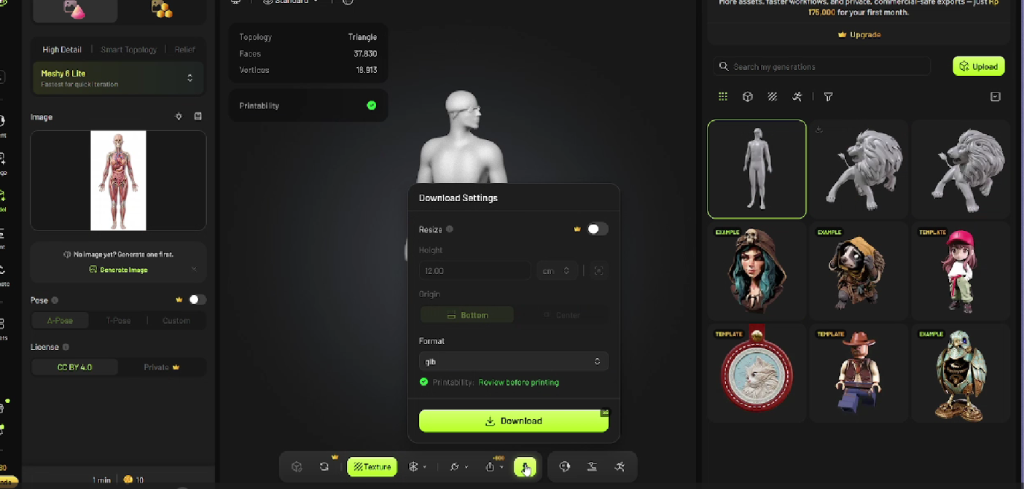 Standard
More assets, faster workflows, and private, commercial-safe exports — just Rp
175,000 for your first month.
Upgrade
High Detail
Smart Topology
Relief
Meshy 6 Lite
Fastest for quick iteration
Image
No image yet? Generate one first.
Generate Image
Pose
A-Pose
T-Pose
Custom
License
CC BY 4.0
Private
1 min
10
Topology
Triangle
Faces
37,830
Vertices
18,913
Printability
Download Settings
Resize
Height
12.00
cm
Origin
Bottom
Center
Format
glb
Printability: Review before printing
Download
Texture
Search my generations
Upload
EXAMPLE
EXAMPLE
TEMPLATE
TEMPLATE
TEMPLATE
EXAMPLE